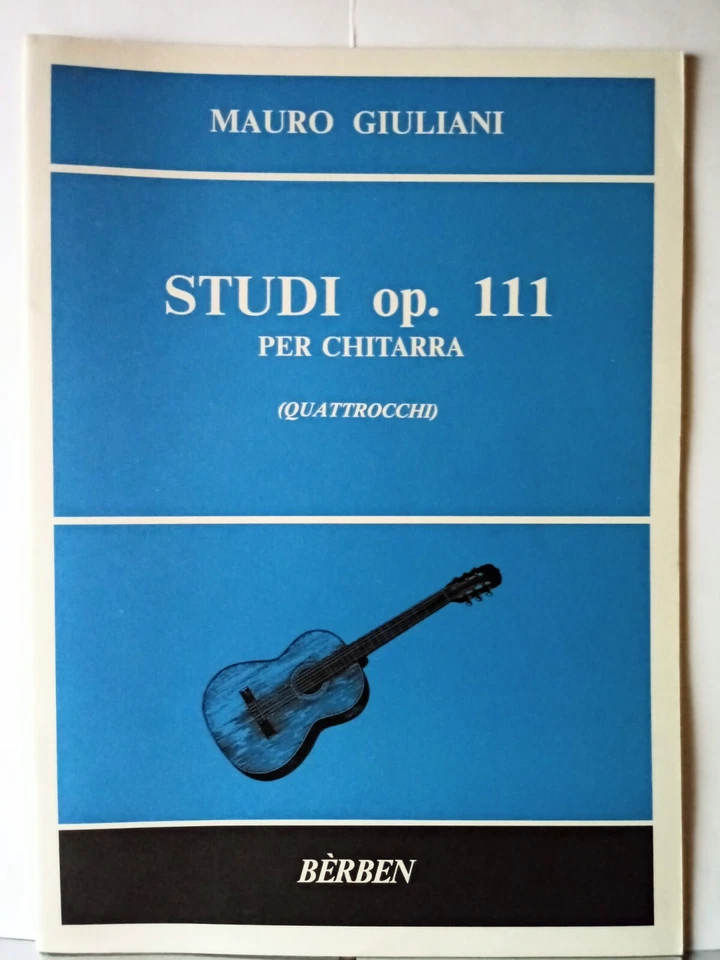 MAURO GIULIANI
STUDI op. 111
PER CHITARRA
(QUATTROCCHI)
BÈRBEN